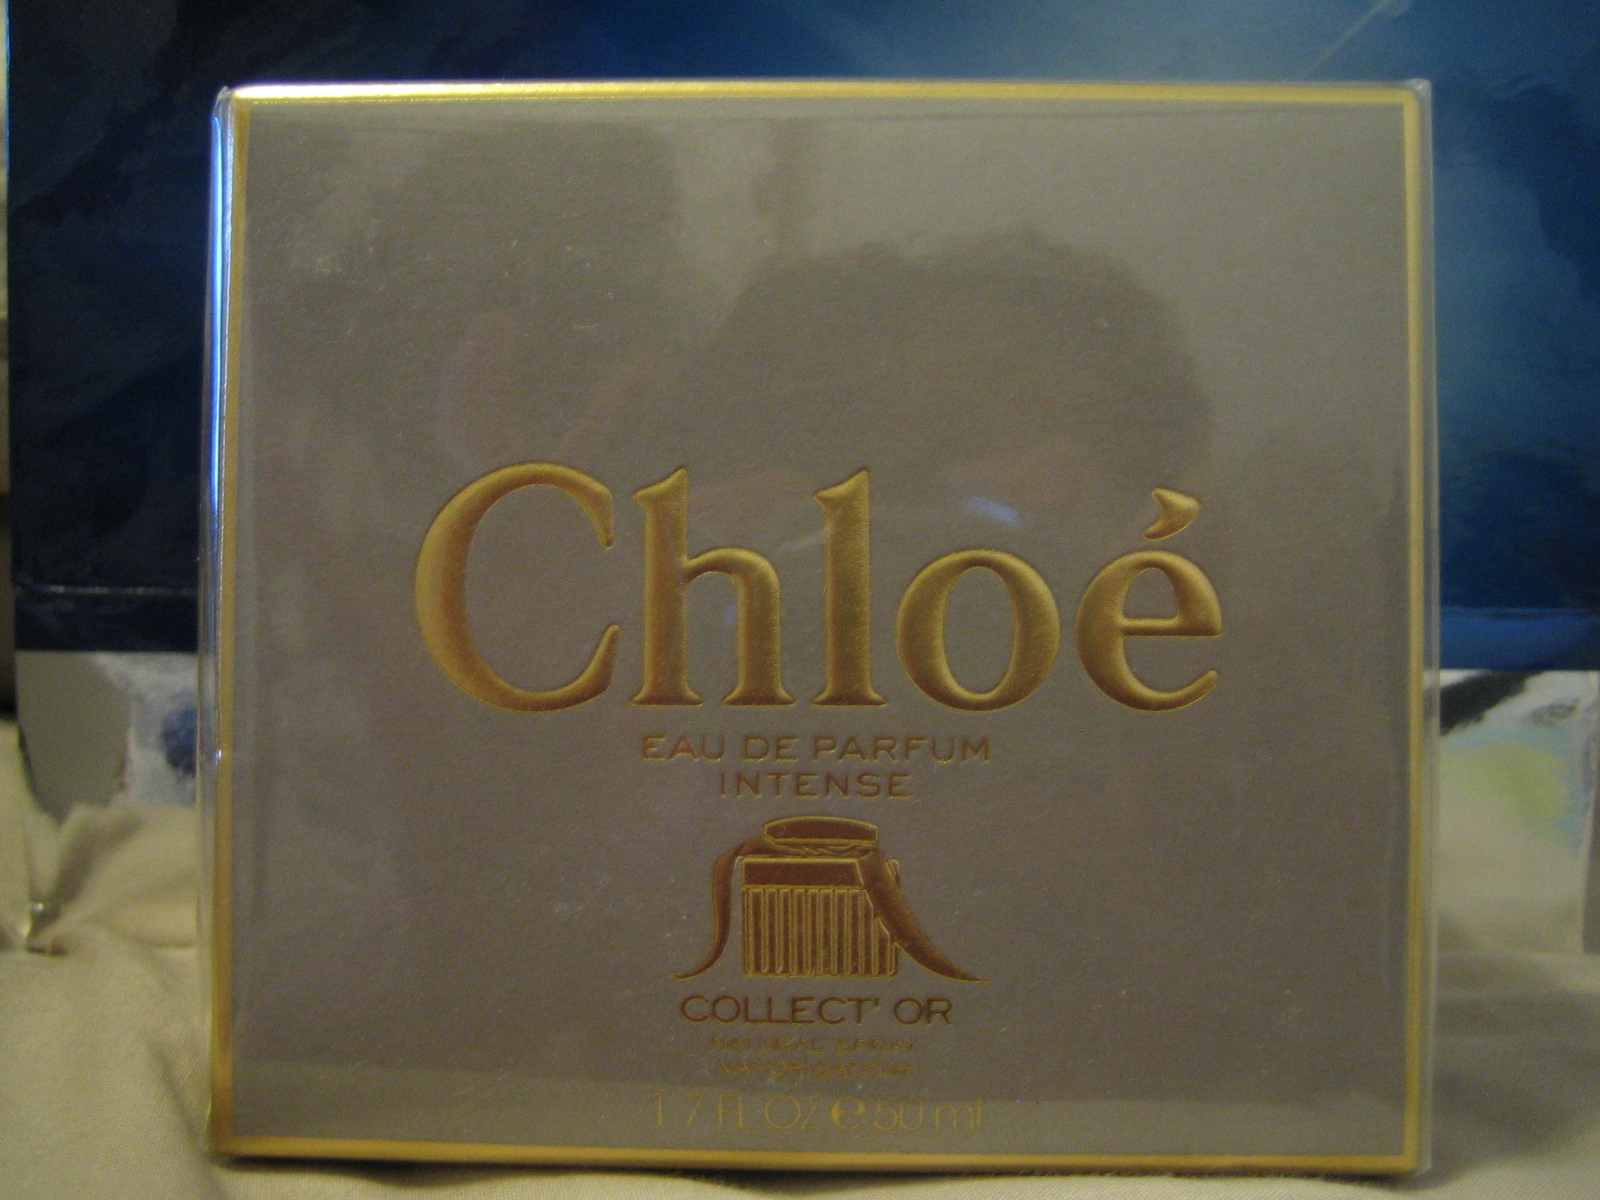 Chloé
EAU DE PARFUM
INTENSE
COLLECT' OR
NATURAL SPRAY
VAPORISATEUR
1.7 FL OZ e 50 ml